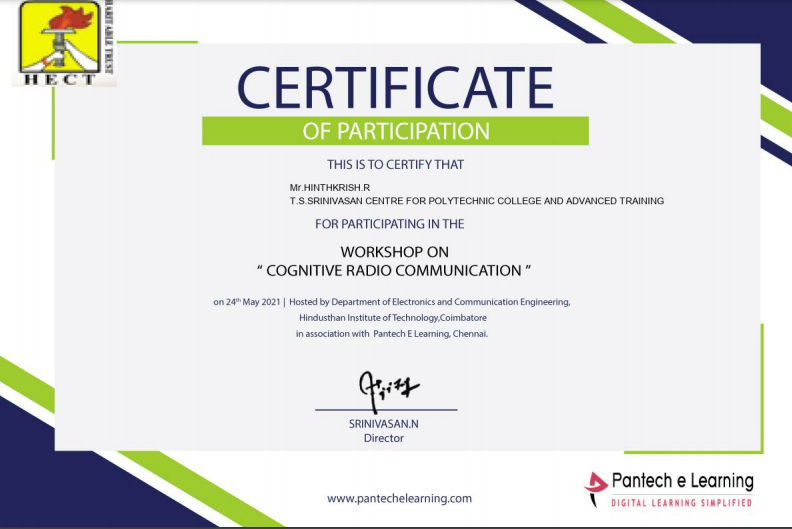 CHARITABLE TRUST
HECT
CERTIFICATE
OF PARTICIPATION
THIS IS TO CERTIFY THAT
Mr.HINTHKRISH.R
T.S.SRINIVASAN CENTRE FOR POLYTECHNIC COLLEGE AND ADVANCED TRAINING
FOR PARTICIPATING IN THE
WORKSHOP ON
“ COGNITIVE RADIO COMMUNICATION ”
on 24th May 2021 | Hosted by Department of Electronics and Communication Engineering,
Hindusthan Institute of Technology,Coimbatore
in association with Pantech E Learning, Chennai.
SRINIVASAN.N
Director
www.pantechelearning.com
Pantech e Learning
DIGITAL LEARNING SIMPLIFIED